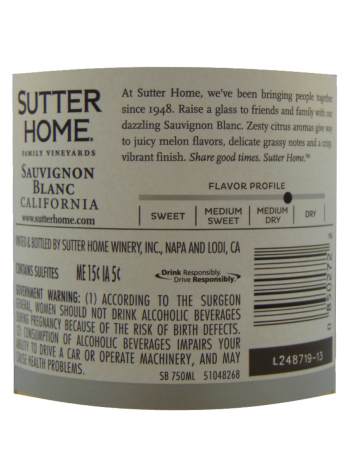 SUTTER
HOME.
FAMILY VINEYARDS
SAUVIGNON
BLANC
CALIFORNIA
www.sutterhome.com
At Sutter Home, we've been bringing people together
since 1948. Raise a glass to friends and family with our
dazzling Sauvignon Blanc. Zesty citrus aromas give way
to juicy melon flavors, delicate grassy notes and a crisp,
vibrant finish. Share good times. Sutter Home.™
FLAVOR PROFILE
SWEET
MEDIUM SWEET
MEDIUM DRY
DRY
& BOTTLED BY SUTTER HOME WINERY, INC., NAPA AND LODI, CA
CONTAINS SULFITES ME 15¢ IA 5¢
Drink Responsibly.
Drive Responsibly.
GOVERNMENT WARNING: (1) ACCORDING TO THE SURGEON
GENERAL, WOMEN SHOULD NOT DRINK ALCOHOLIC BEVERAGES
DURING PREGNANCY BECAUSE OF THE RISK OF BIRTH DEFECTS.
(2) CONSUMPTION OF ALCOHOLIC BEVERAGES IMPAIRS YOUR
ABILITY TO DRIVE A CAR OR OPERATE MACHINERY, AND MAY
CAUSE HEALTH PROBLEMS.
SB 750ML 51048268
0 850272
L248719-13